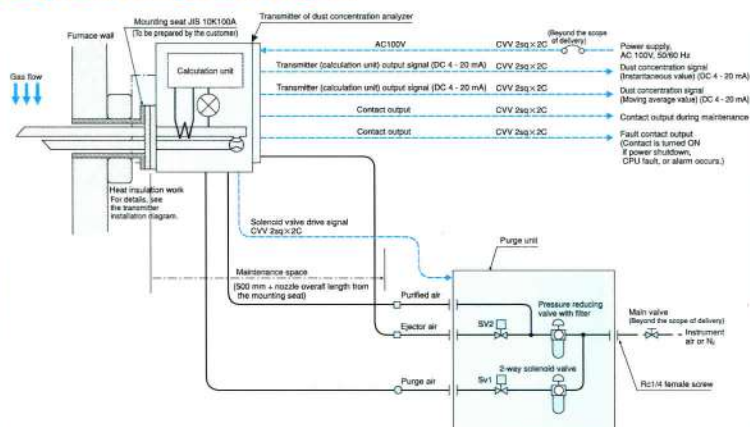 Mounting seat JIS 10K100A
(To be prepared by the customer)
Transmitter of dust concentration analyzer
Furnace wall
Gas flow
Calculation unit
AC100V
CVV 2sq×2C
(Beyond the scope
of delivery)
Power supply,
AC 100V, 50/60 Hz
Transmitter (calculation unit) output signal (DC 4 - 20 mA)
CVV 2sq×2C
Dust concentration signal
(Instantaneous value) (DC 4 - 20 mA)
Transmitter (calculation unit) output signal (DC 4 - 20 mA)
CVV 2sq×2C
Dust concentration signal
(Moving average value) (DC 4 - 20 mA)
Contact output
CVV 2sq×2C
Contact output during maintenance
Contact output
CVV 2sq×2C
Fault contact output
(Contact is turned ON
if power shutdown,
CPU fault, or alarm occurs.)
Heat insulation work
For details, see
the transmitter
installation diagram.
Solenoid valve drive signal
CVV 2sq×2C
Purge unit
Maintenance space
(500 mm + nozzle overall length from
the mounting seat)
Purified air
Pressure reducing
valve with filter
Main valve
(Beyond the scope of delivery)
Ejector air
SV2
Instrument
air or N₂
2-way solenoid valve
Purge air
Sv1
Rc1/4 female screw